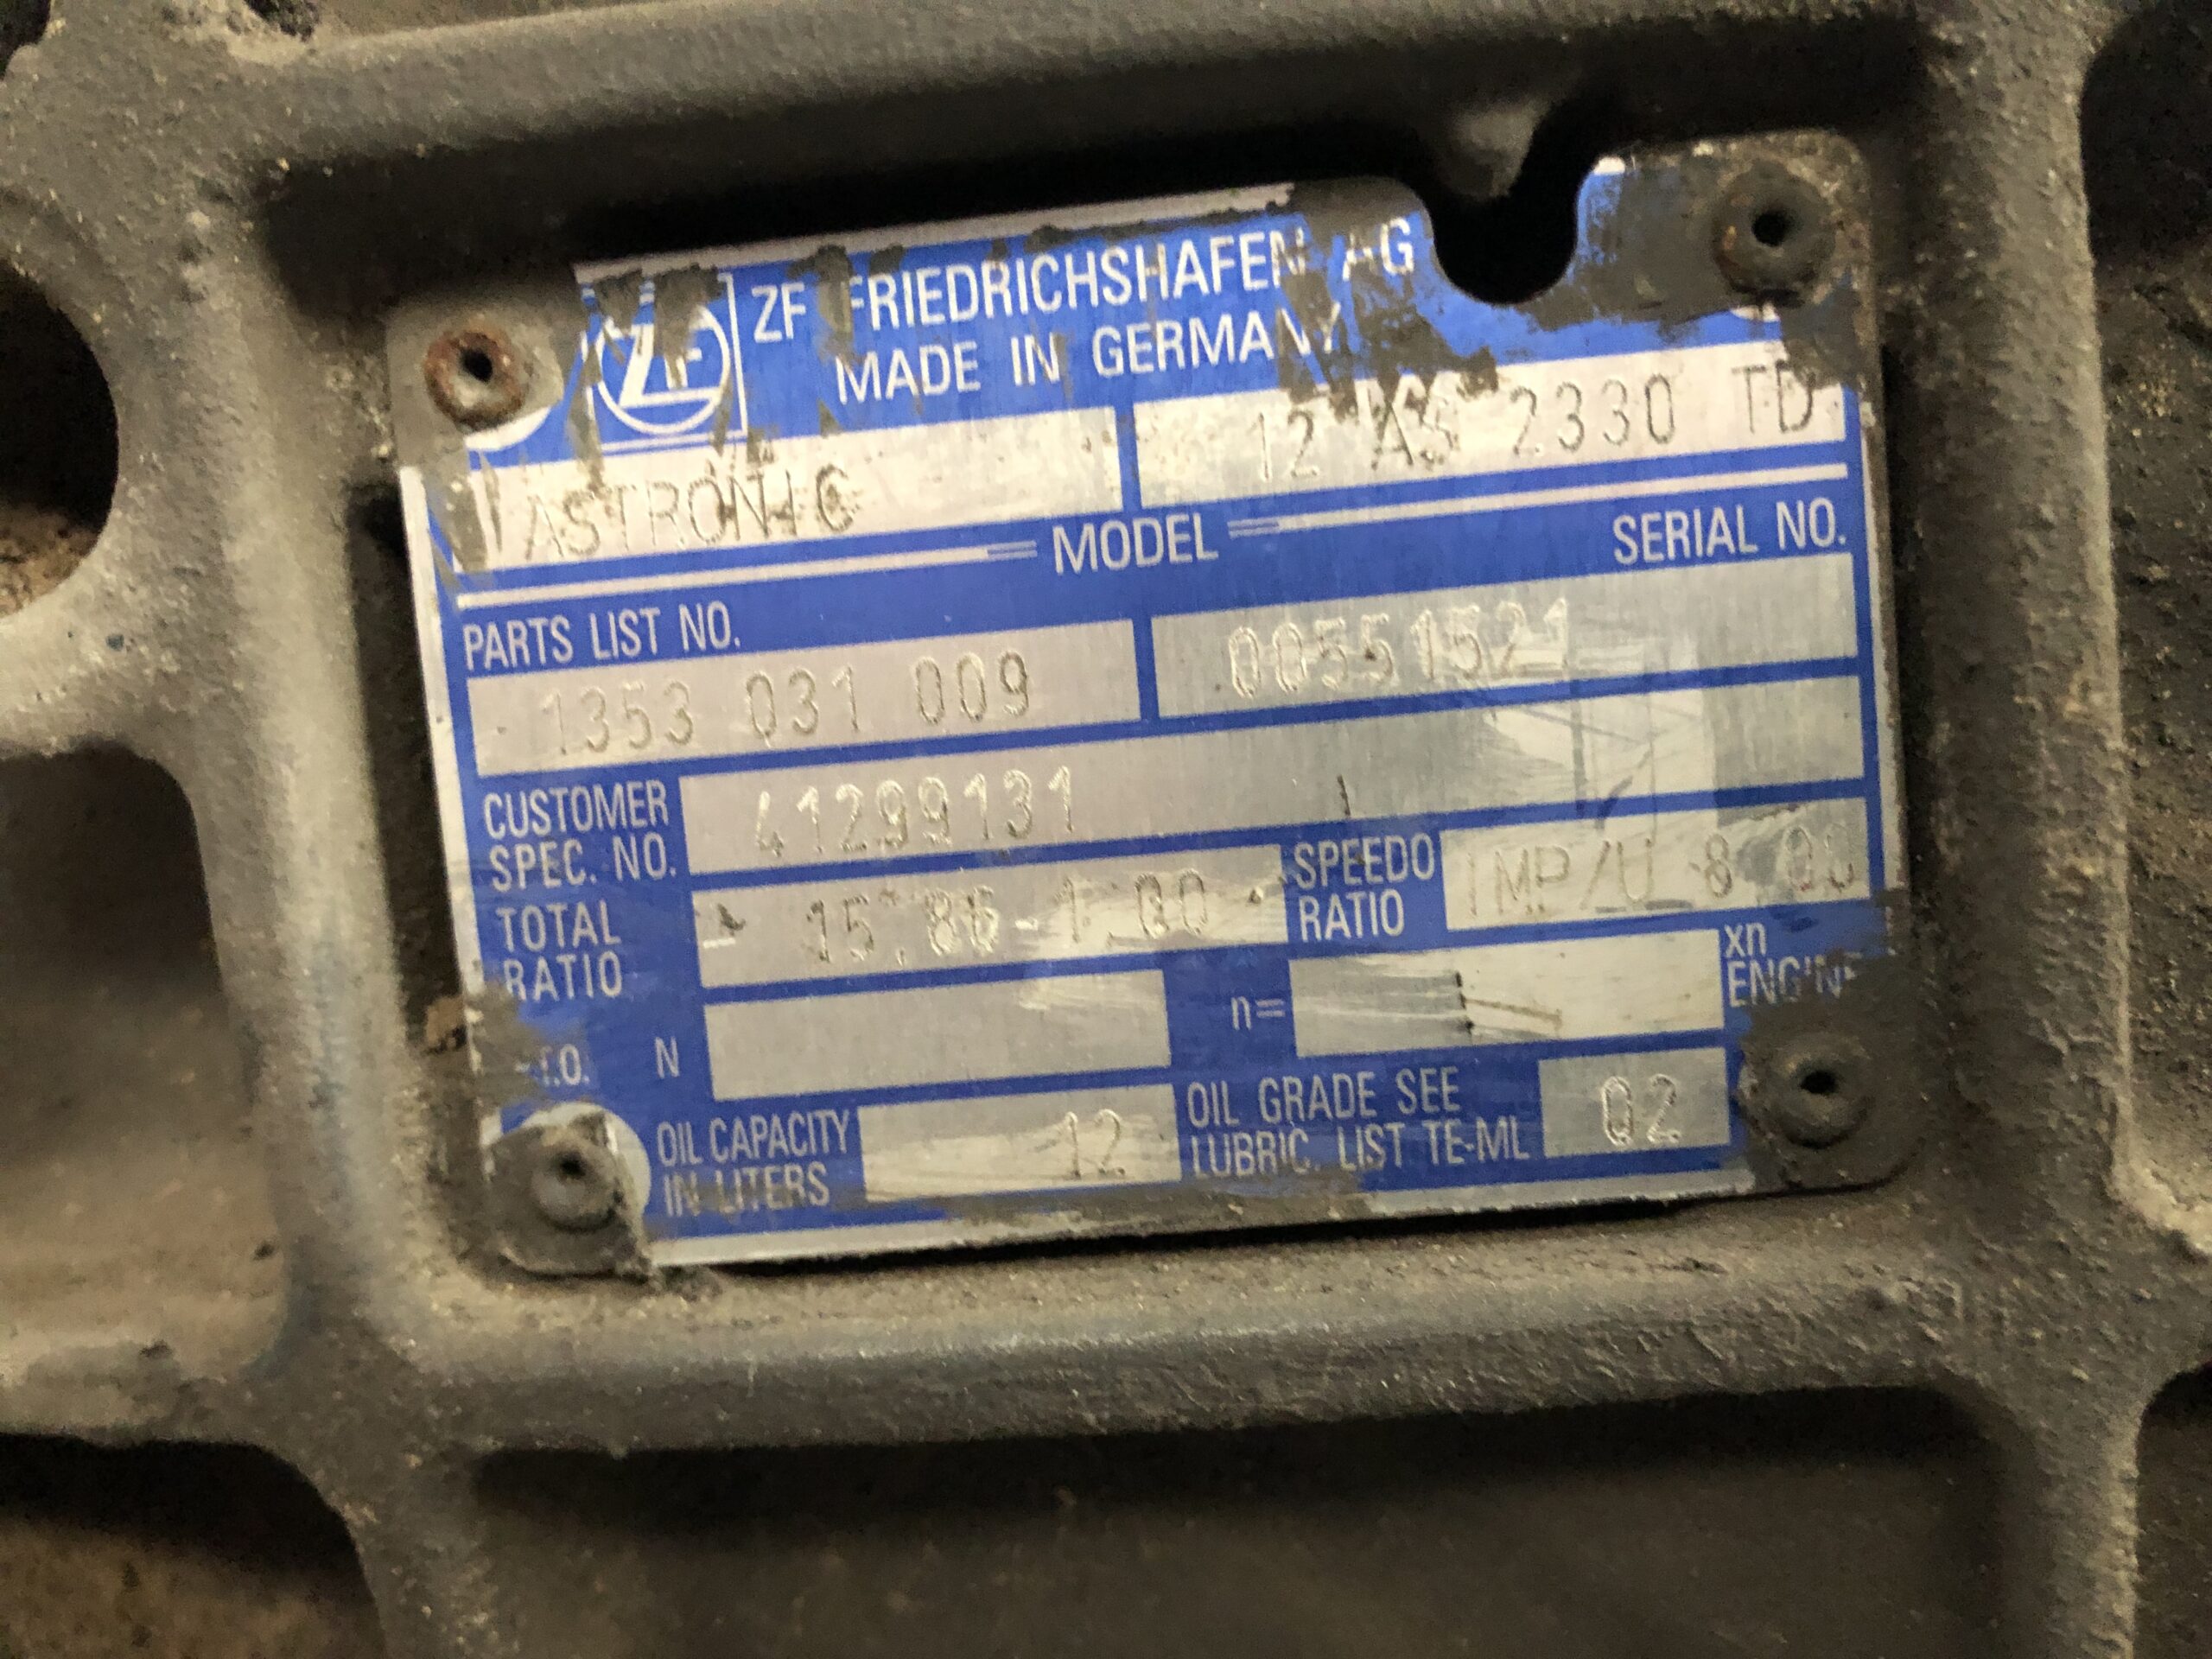 ZF
ZF FRIEDRICHSHAFEN AG
MADE IN GERMANY
ASTRONIC 12 AS 2330 TD
MODEL
PARTS LIST NO. SERIAL NO.
1353 031 009 00551521
CUSTOMER SPEC. NO. 41299131
TOTAL RATIO 15.86-1.00 SPEEDO RATIO IMP/U 8.00
P.T.O. N n= xn ENGINE
OIL CAPACITY IN LITERS 12 OIL GRADE SEE LUBRIC. LIST TE-ML 02